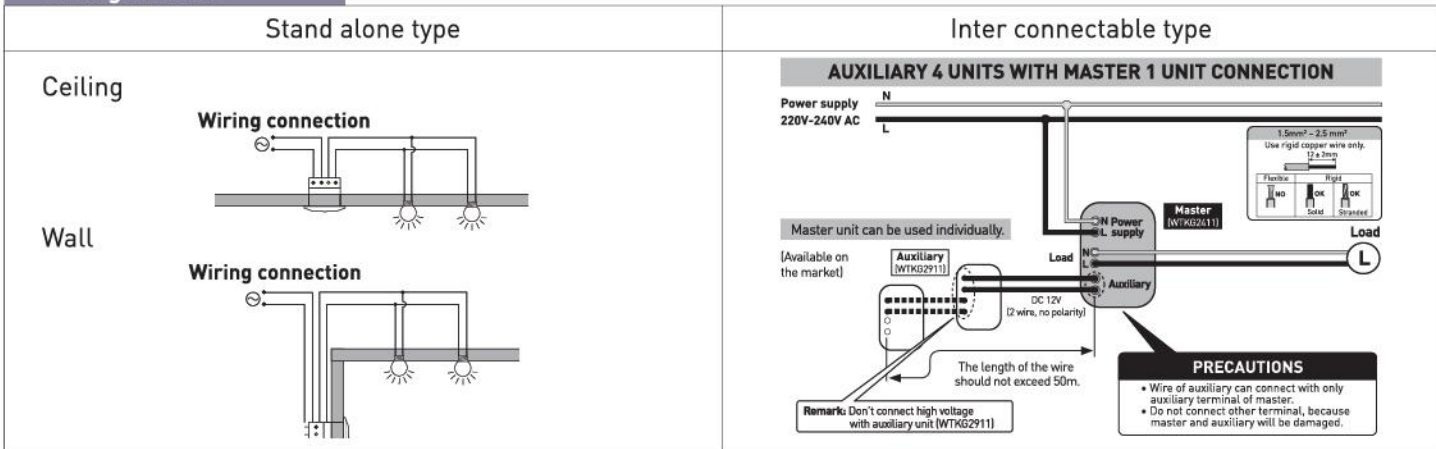 Stand alone type
Inter connectable type
Ceiling
Wiring connection
Wall
Wiring connection
AUXILIARY 4 UNITS WITH MASTER 1 UNIT CONNECTION
Power supply
220V-240V AC
N
L
1.5mm² – 2.5 mm²
Use rigid copper wire only.
12 ± 2mm
Flexible
Rigid
NO
OK
OK
Solid
Stranded
Master
(WTKG2411)
N Power
L supply
Load
L
Master unit can be used individually.
(Available on
the market)
Auxiliary
(WTKG2911)
Load
N
L
Auxiliary
DC 12V
(2 wire, no polarity)
The length of the wire
should not exceed 50m.
Remark: Don't connect high voltage
with auxiliary unit (WTKG2911)
PRECAUTIONS
• Wire of auxiliary can connect with only
auxiliary terminal of master.
• Do not connect other terminal, because
master and auxiliary will be damaged.